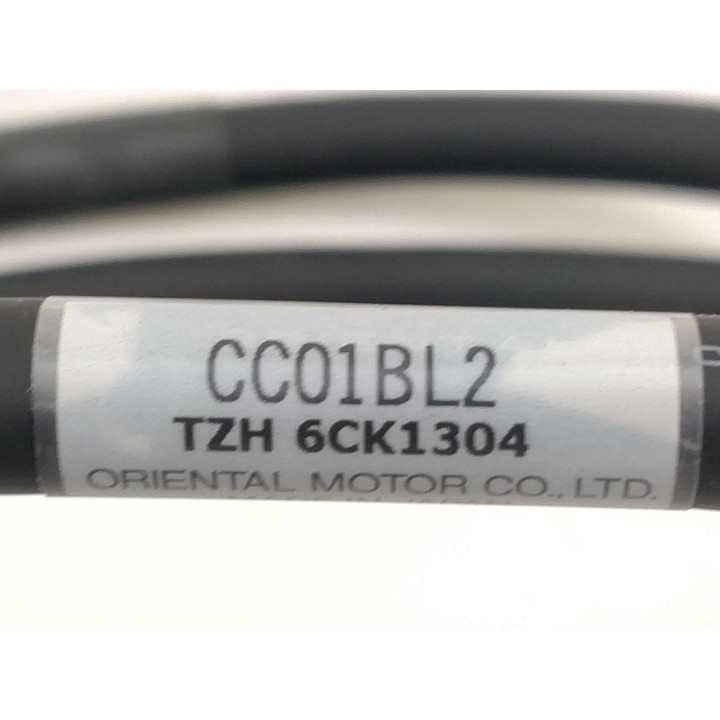 CC01BL2
TZH 6CK1304
ORIENTAL MOTOR CO., LTD.